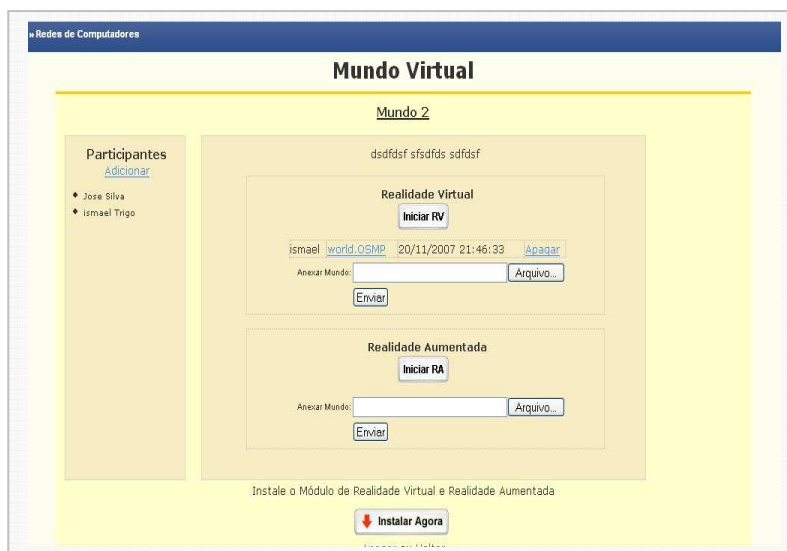 » Redes de Computadores
Mundo Virtual
Mundo 2
Participantes
Adicionar
Jose Silva
ismael Trigo
dsdfdsf sfsdfds sdfdsf
Realidade Virtual
Iniciar RV
ismael world.OSMP 20/11/2007 21:46:33 Apagar
Anexar Mundo: Arquivo...
Enviar
Realidade Aumentada
Iniciar RA
Anexar Mundo: Arquivo...
Enviar
Instale o Módulo de Realidade Virtual e Realidade Aumentada
Instalar Agora